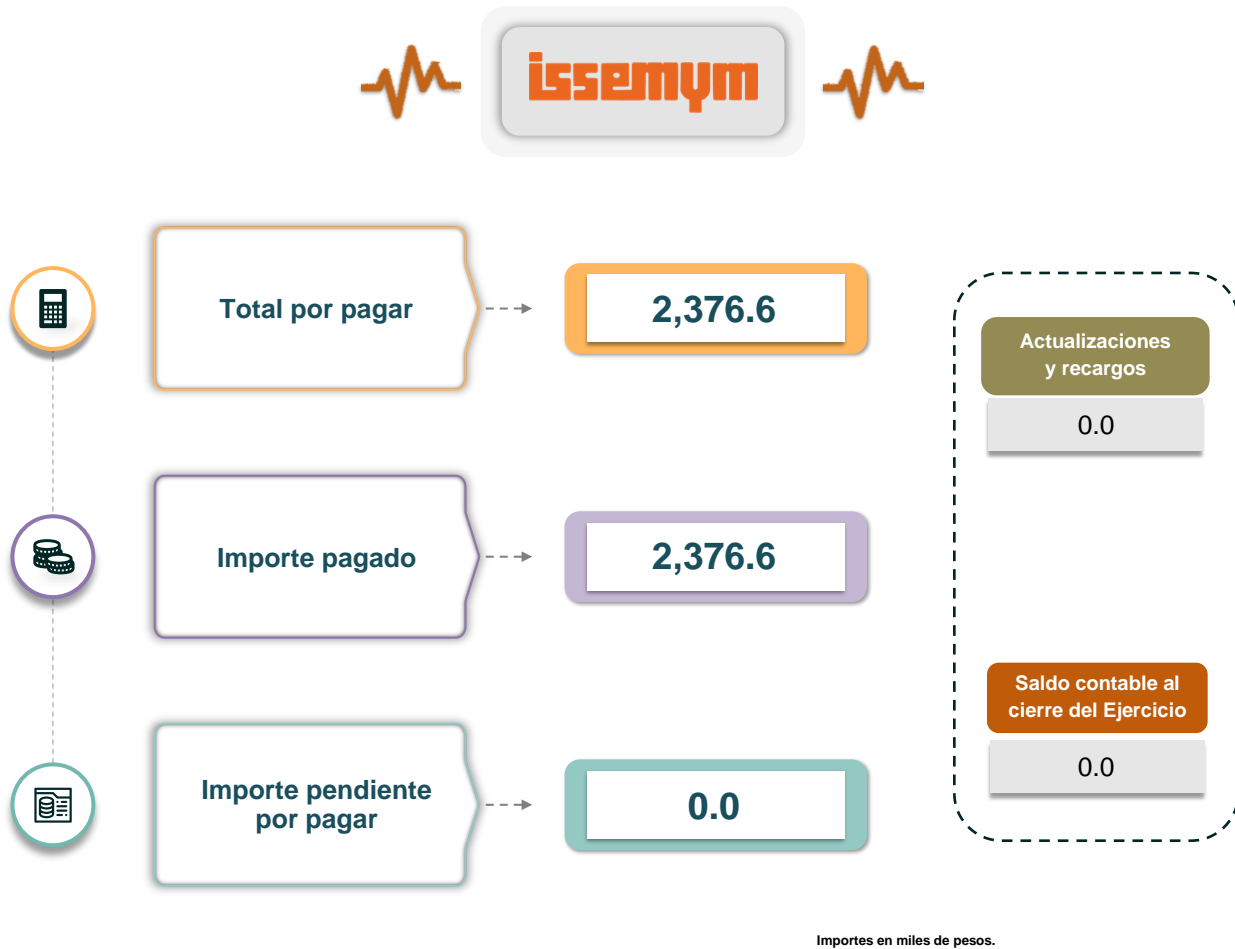 issemym
Total por pagar
2,376.6
Importe pagado
2,376.6
Importe pendiente
por pagar
0.0
Actualizaciones
y recargos
0.0
Saldo contable al
cierre del Ejercicio
0.0
Importes en miles de pesos.